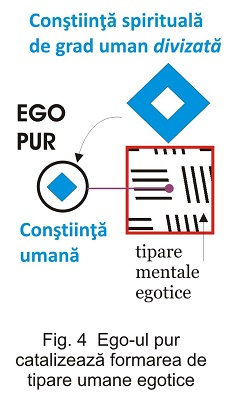 Conştiinţă spirituală
de grad uman divizată
EGO
PUR
Conştiinţă
umană
tipare
mentale
egotice
Fig. 4 Ego-ul pur
catalizează formarea de
tipare umane egotice